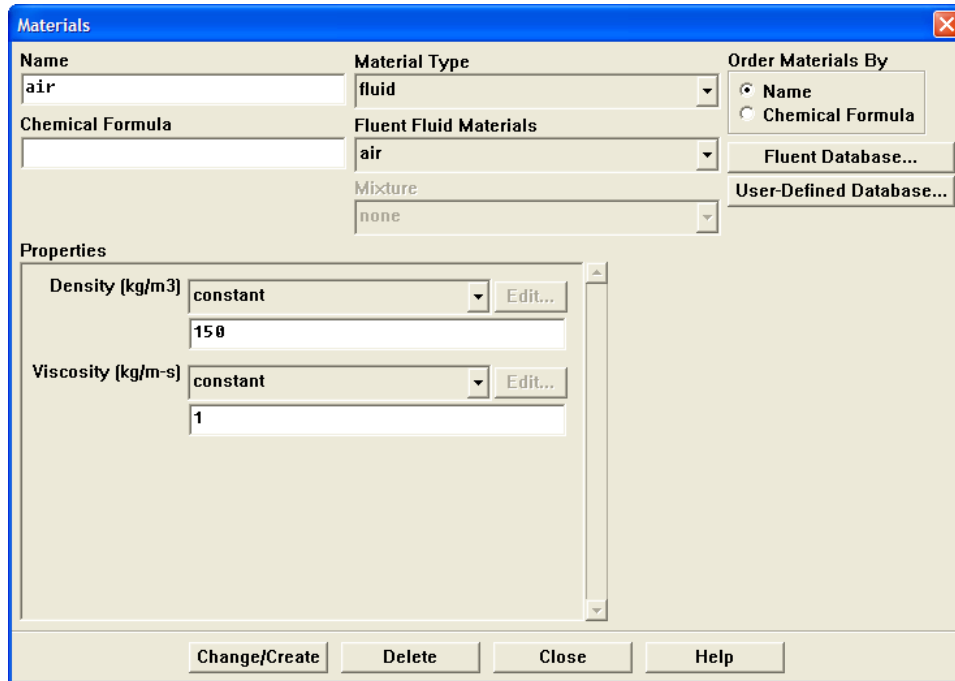 Materials
Name
air
Chemical Formula
Material Type
fluid
Fluent Fluid Materials
air
Mixture
none
Order Materials By
Name
Chemical Formula
Fluent Database...
User-Defined Database...
Properties
Density (kg/m3) constant Edit...
150
Viscosity (kg/m-s) constant Edit...
1
Change/Create Delete Close Help